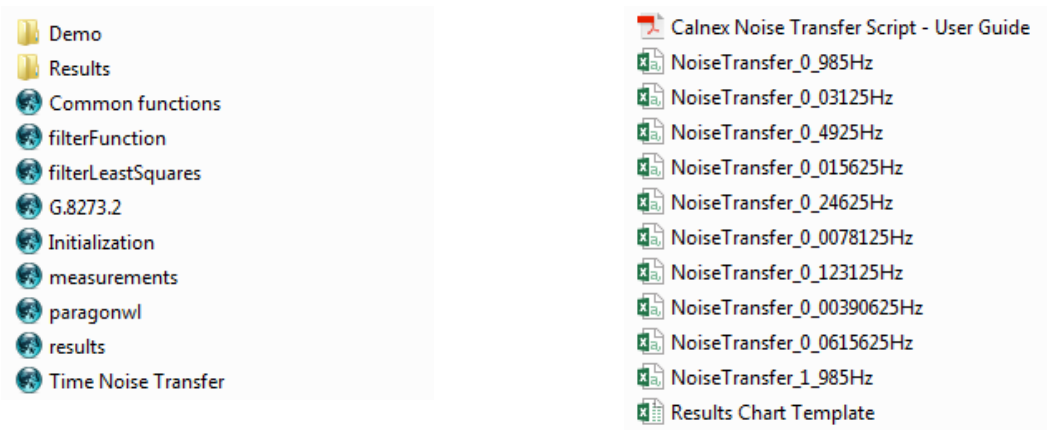 Demo
Results
Common functions
filterFunction
filterLeastSquares
G.8273.2
Initialization
measurements
paragonwl
results
Time Noise Transfer
Calnex Noise Transfer Script - User Guide
NoiseTransfer_0_985Hz
NoiseTransfer_0_03125Hz
NoiseTransfer_0_4925Hz
NoiseTransfer_0_015625Hz
NoiseTransfer_0_24625Hz
NoiseTransfer_0_0078125Hz
NoiseTransfer_0_123125Hz
NoiseTransfer_0_00390625Hz
NoiseTransfer_0_0615625Hz
NoiseTransfer_1_985Hz
Results Chart Template